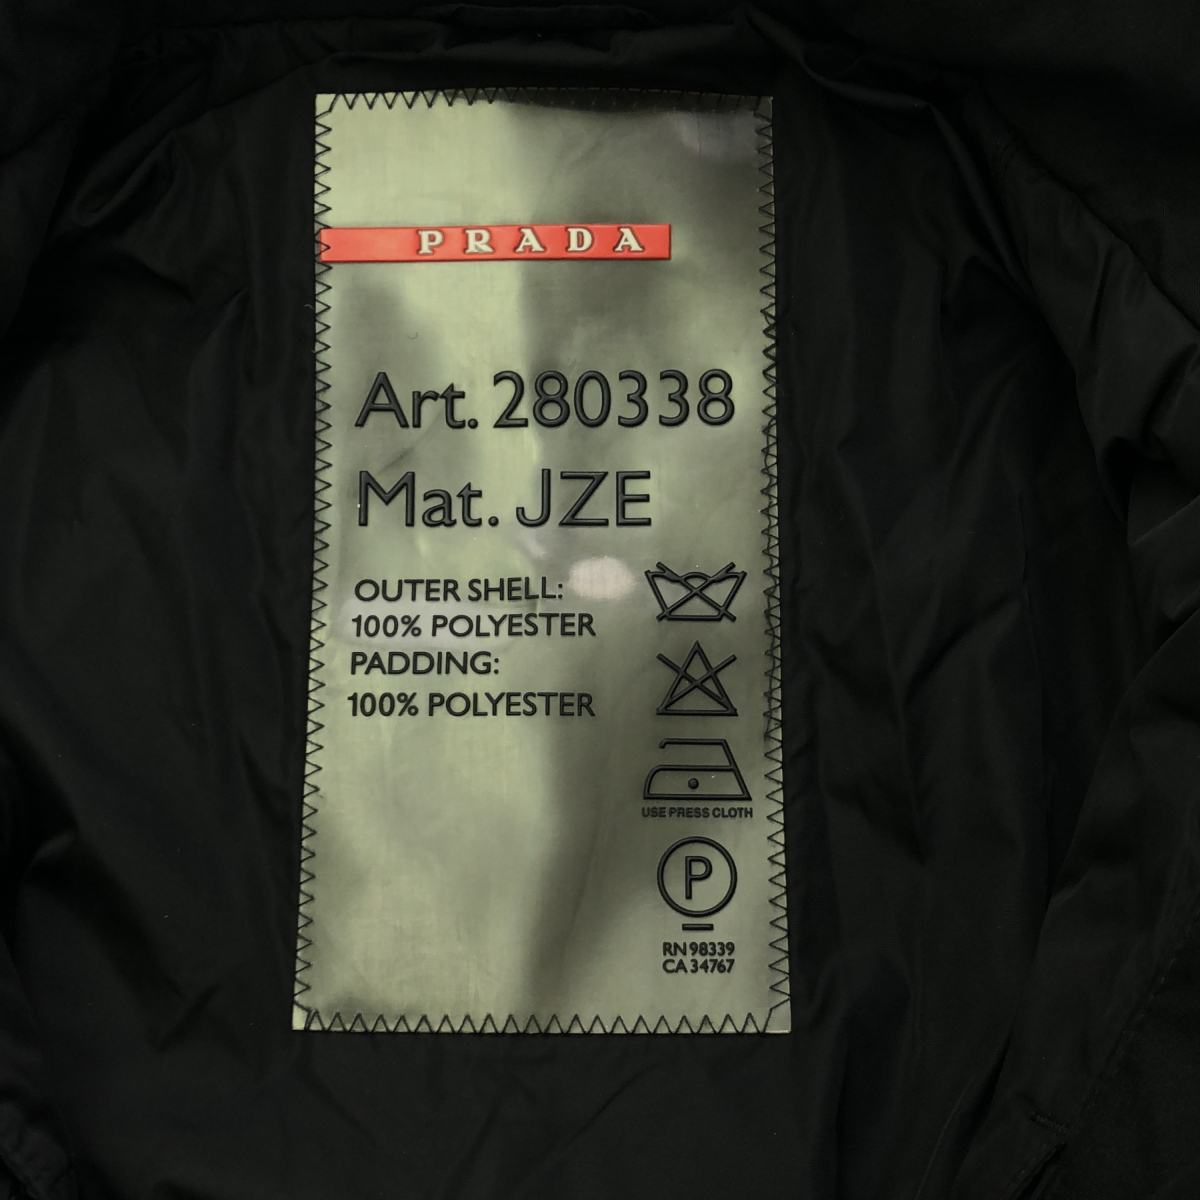 PRADA
Art. 280338
Mat. JZE
OUTER SHELL:
100% POLYESTER
PADDING:
100% POLYESTER
USE PRESS CLOTH
P
RN 98339
CA 34767